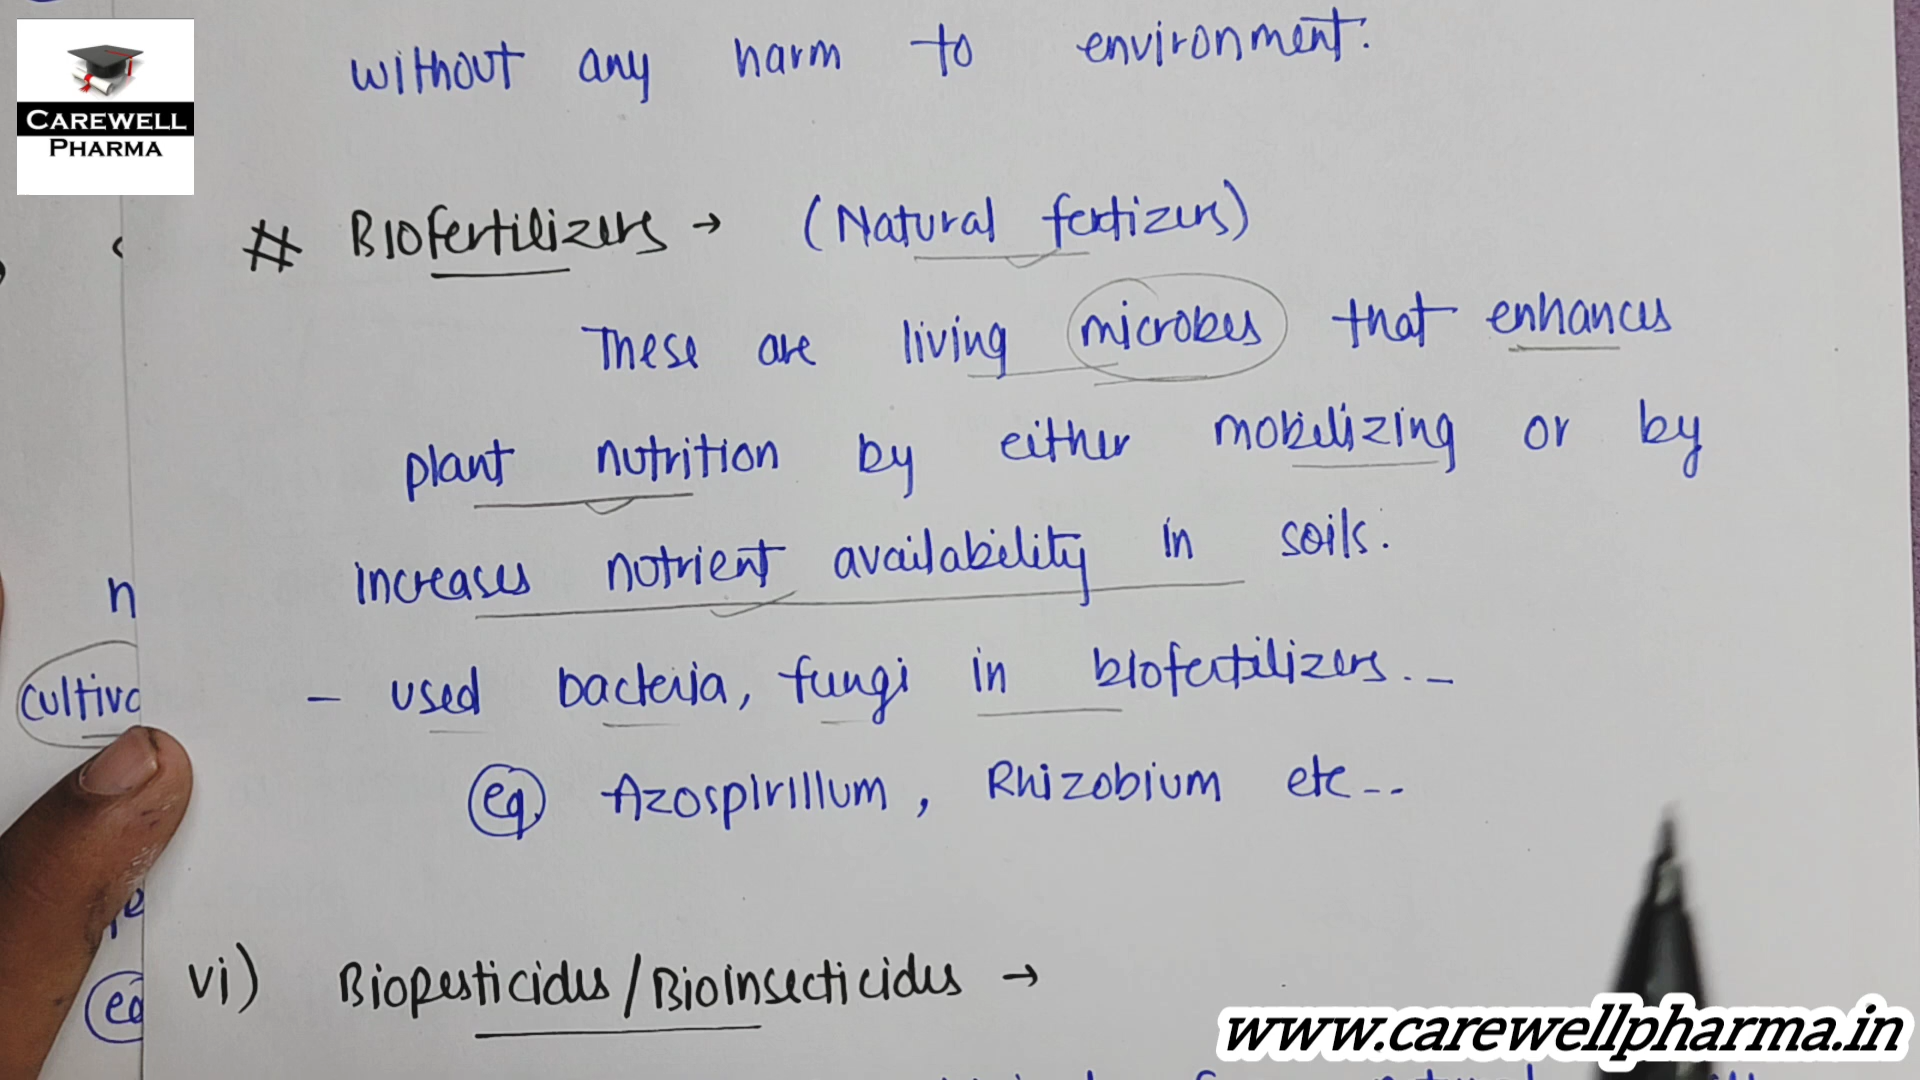 without any harm to environment.
CAREWELL
PHARMA
# Biofertilizers → (Natural fertizers)
These are living microbes that enhances
plant nutrition by either mobilizing or by
increases nutrient availability in soils.
n
cultiva
- used bacteria, fungi in biofertilizers..-
eg Azospirillum, Rhizobium etc...
eg
vi) Biopesticides/Bioinsecticides →
www.carewellpharma.in